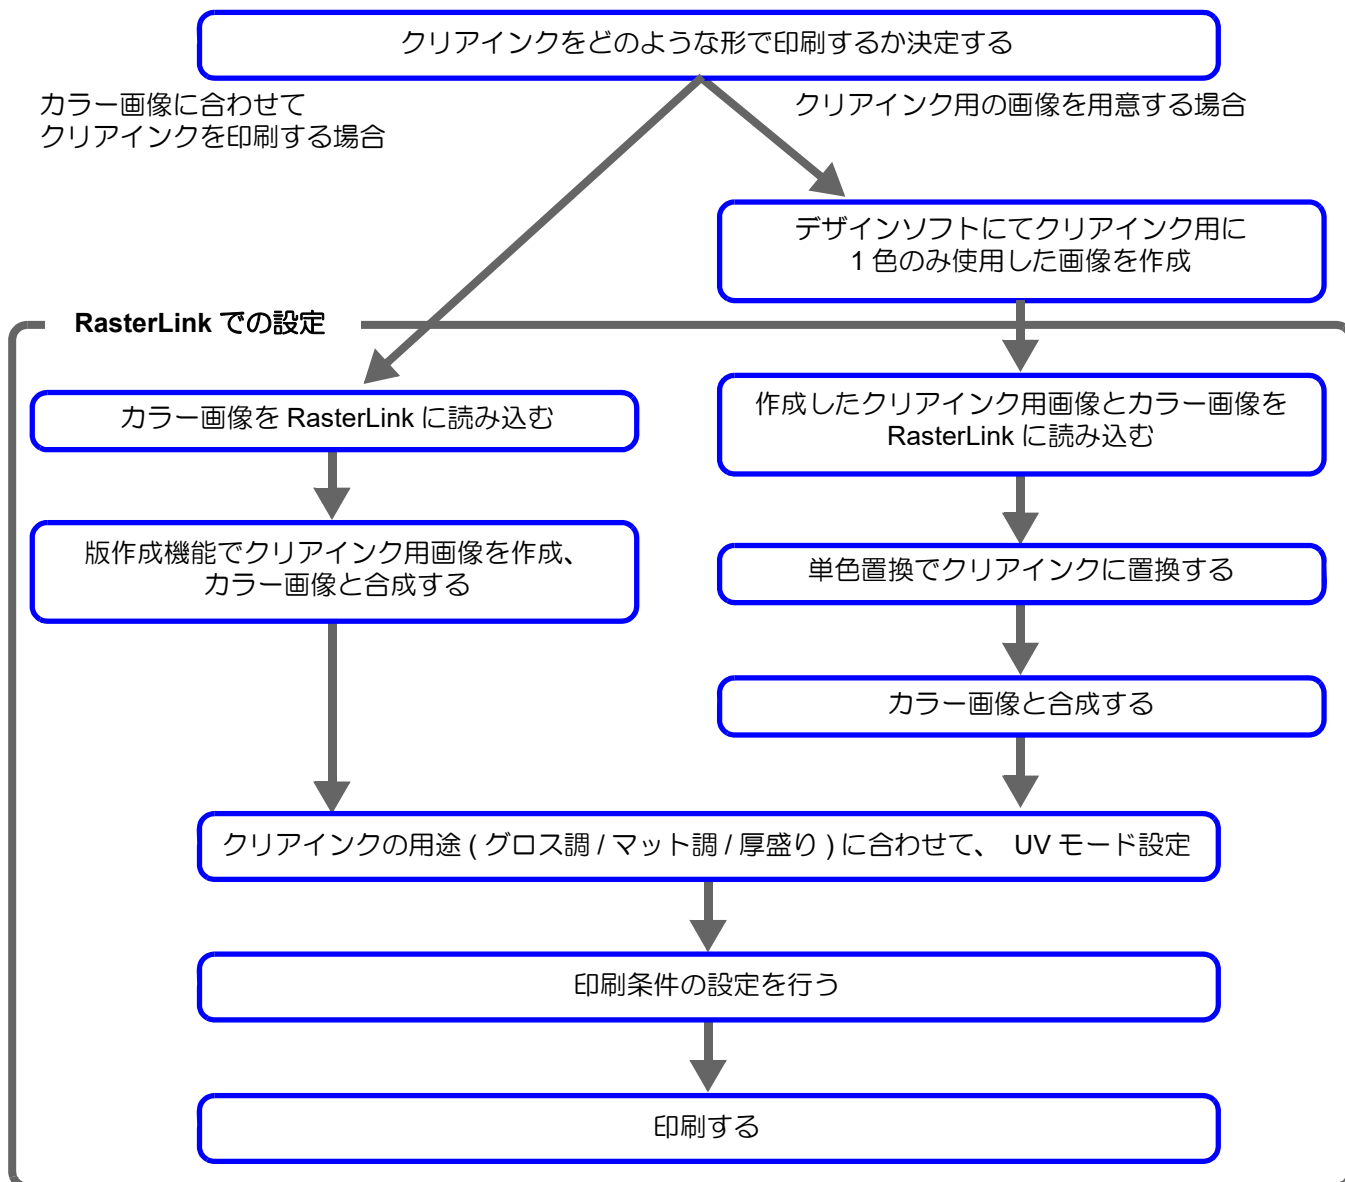 クリアインクをどのような形で印刷するか決定する
カラー画像に合わせて
クリアインクを印刷する場合
クリアインク用の画像を用意する場合
デザインソフトにてクリアインク用に
1 色のみ使用した画像を作成
RasterLink での設定
カラー画像を RasterLink に読み込む
作成したクリアインク用画像とカラー画像を
RasterLink に読み込む
版作成機能でクリアインク用画像を作成、
カラー画像と合成する
単色置換でクリアインクに置換する
カラー画像と合成する
クリアインクの用途 ( グロス調 / マット調 / 厚盛り ) に合わせて、 UV モード設定
印刷条件の設定を行う
印刷する